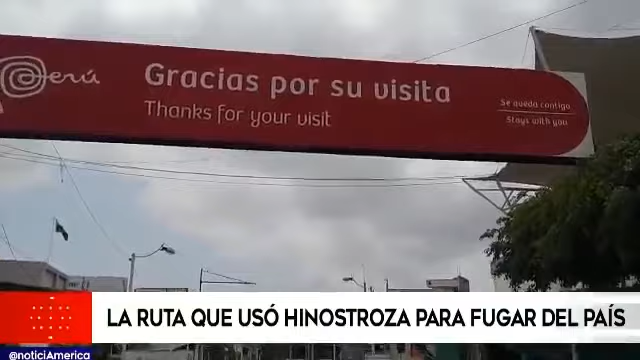 Perú
Gracias por su visita
Thanks for your visit
Se queda contigo
Stays with you
LA RUTA QUE USÓ HINOSTROZA PARA FUGAR DEL PAÍS
@noticiAmerica